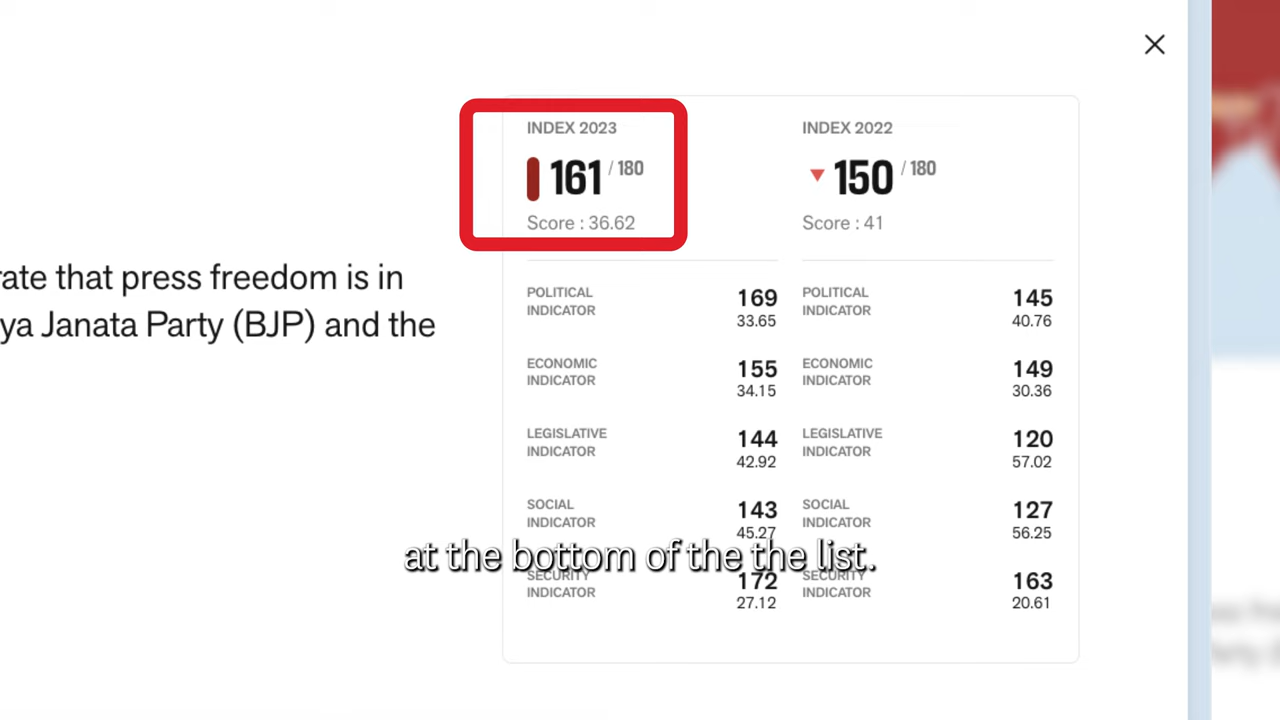 INDEX 2023
161 / 180
Score : 36.62
INDEX 2022
150 / 180
Score : 41
rate that press freedom is in
ya Janata Party (BJP) and the
POLITICAL
INDICATOR
169
33.65
POLITICAL
INDICATOR
145
40.76
ECONOMIC
INDICATOR
155
34.15
ECONOMIC
INDICATOR
149
30.36
LEGISLATIVE
INDICATOR
144
42.92
LEGISLATIVE
INDICATOR
120
57.02
SOCIAL
INDICATOR
143
45.27
SOCIAL
INDICATOR
127
56.25
at the bottom of the the list.
SECURITY
INDICATOR
172
27.12
SECURITY
INDICATOR
163
20.61